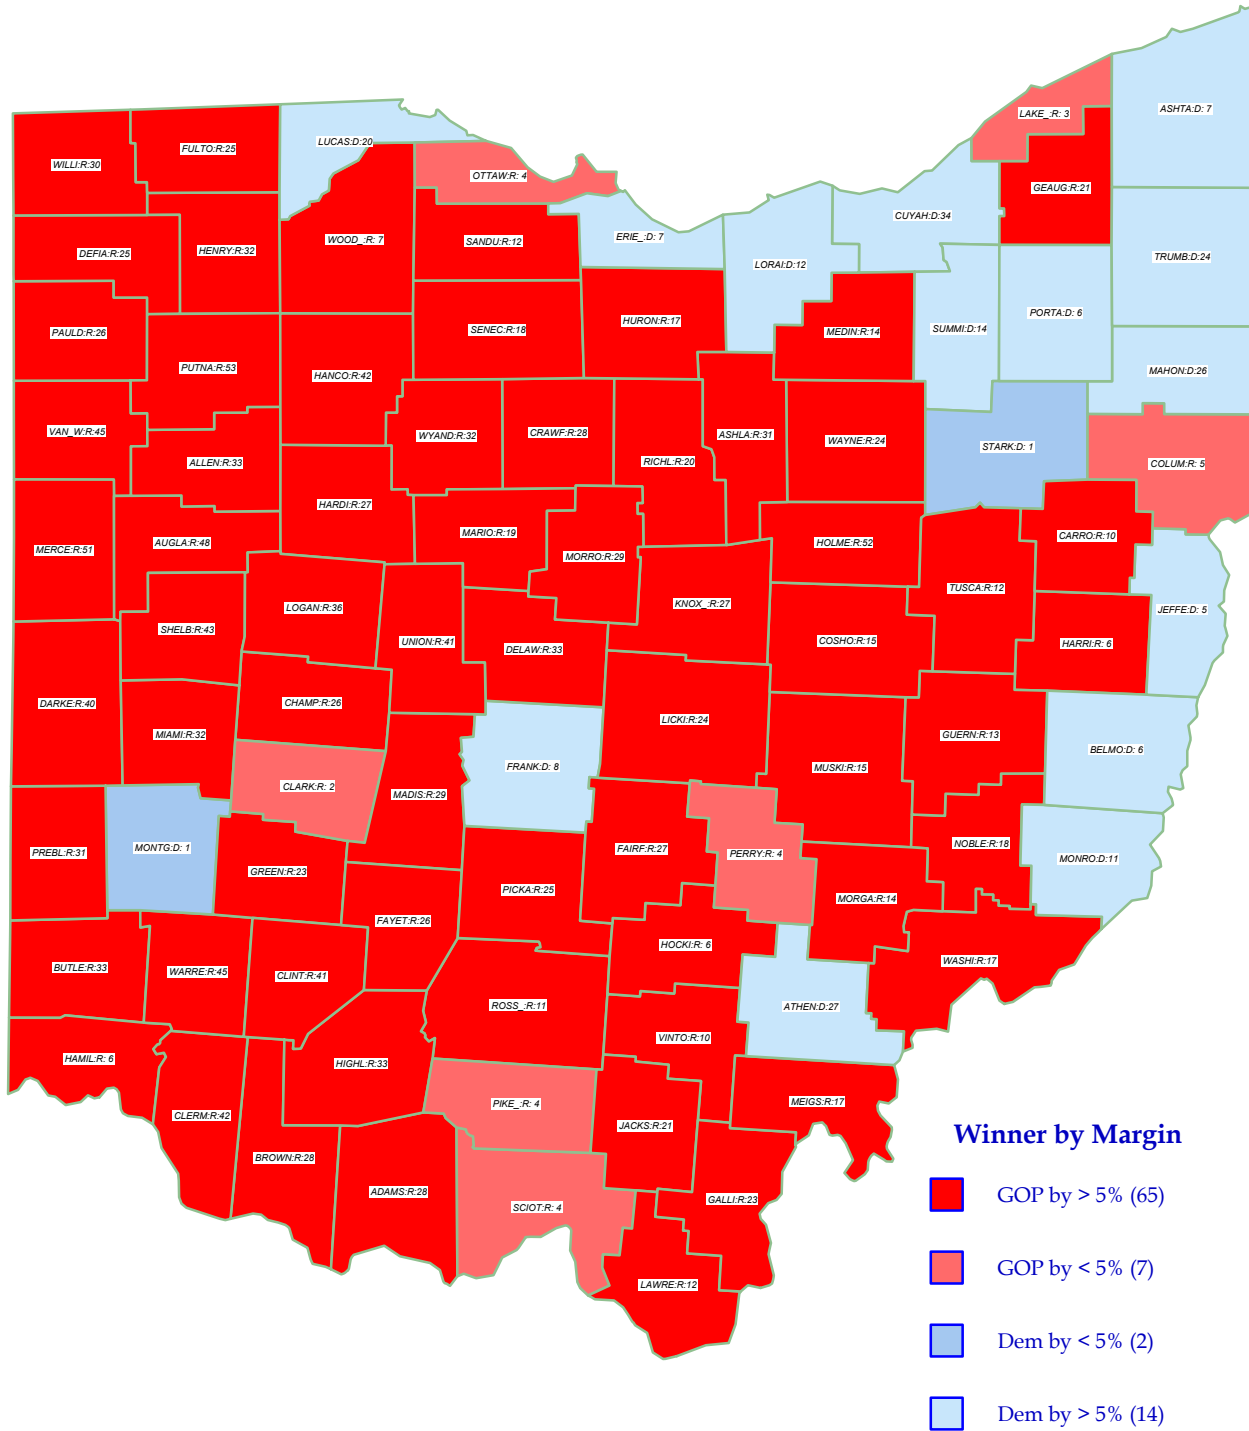 ASHTA:D: 7
LAKE_:R: 3
LUCAS:D:20
FULTO:R:25
WILLI:R:30
OTTAW:R: 4
GEAUG:R:21
CUYAH:D:34
ERIE_:D: 7
WOOD_:R: 7
SANDU:R:12
HENRY:R:32
DEFIA:R:25
LORAI:D:12
TRUMB:D:24
PORTA:D: 6
HURON:R:17
SENEC:R:18
SUMMI:D:14
MEDIN:R:14
PAULD:R:26
PUTNA:R:53
HANCO:R:42
MAHON:D:26
VAN_W:R:45
CRAWF:R:28
WYAND:R:32
ASHLA:R:31
WAYNE:R:24
STARK:D: 1
RICHL:R:20
ALLEN:R:33
COLUM:R: 5
HARDI:R:27
MARIO:R:19
CARRO:R:10
AUGLA:R:48
HOLME:R:52
MERCE:R:51
MORRO:R:29
TUSCA:R:12
KNOX_:R:27
LOGAN:R:36
JEFFE:D: 5
SHELB:R:43
UNION:R:41
COSHO:R:15
HARRI:R: 6
DELAW:R:33
DARKE:R:40
CHAMP:R:26
LICKI:R:24
MIAMI:R:32
GUERN:R:13
BELMO:D: 6
FRANK:D: 8
MUSKI:R:15
CLARK:R: 2
MADIS:R:29
NOBLE:R:18
MONTG:D: 1
FAIRF:R:27
PREBL:R:31
PERRY:R: 4
MONRO:D:11
GREEN:R:23
PICKA:R:25
MORGA:R:14
FAYET:R:26
HOCKI:R: 6
WASHI:R:17
BUTLE:R:33
WARRE:R:45
CLINT:R:41
ROSS_:R:11
ATHEN:D:27
VINTO:R:10
HAMIL:R: 6
HIGHL:R:33
MEIGS:R:17
PIKE_:R: 4
CLERM:R:42
JACKS:R:21
BROWN:R:28
ADAMS:R:28
GALLI:R:23
SCIOT:R: 4
LAWRE:R:12
Winner by Margin
GOP by > 5% (65)
GOP by < 5% (7)
Dem by < 5% (2)
Dem by > 5% (14)